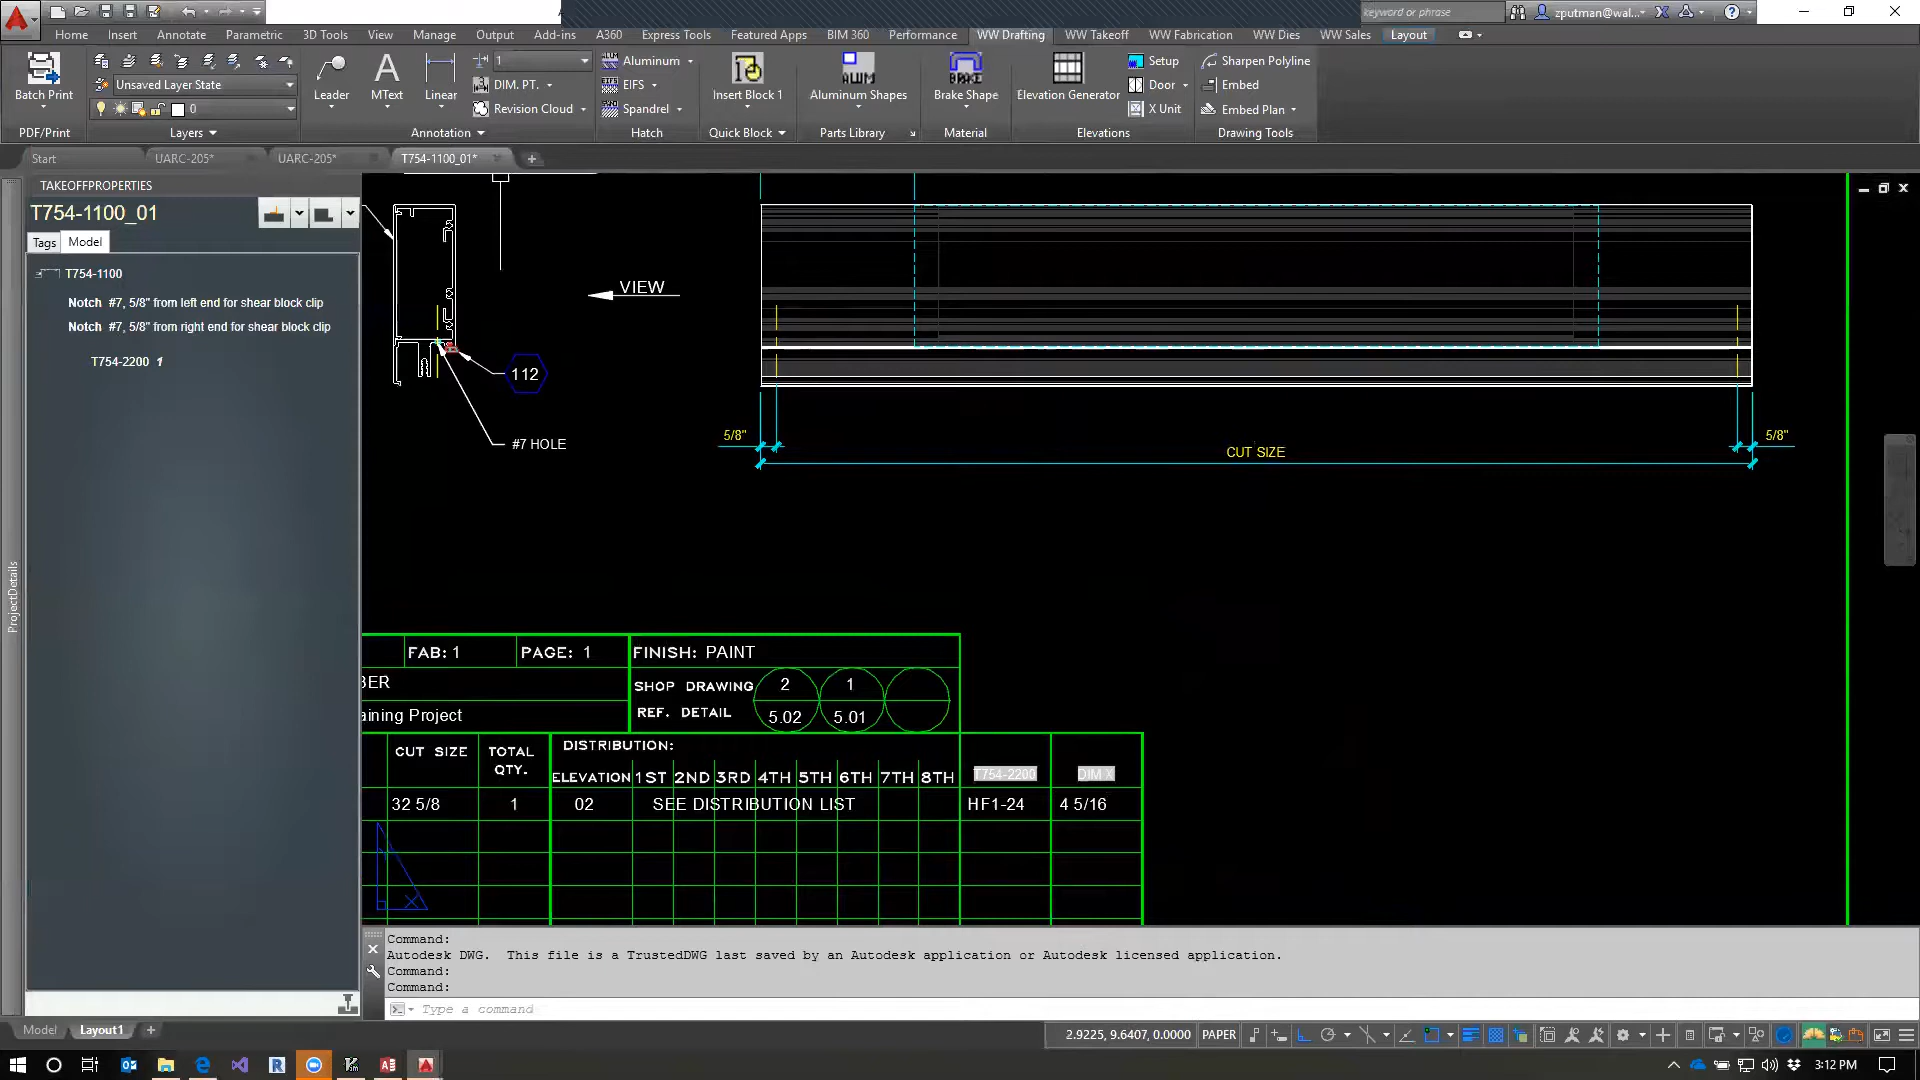 keyword or phrase
zputman@wal...
Home Insert Annotate Parametric 3D Tools View Manage Output Add-ins A360 Express Tools Featured Apps BIM 360 Performance WW Drafting WW Takeoff WW Fabrication WW Dies WW Sales Layout
Batch Print
PDF/Print
Unsaved Layer State
0
Layers
Leader
MText
Linear
1
DIM. PT.
Revision Cloud
Annotation
Aluminum
EIFS
Spandrel
Hatch
Insert Block 1
Quick Block
ALUM
Aluminum Shapes
Parts Library
BRAKE
Brake Shape
Material
Elevation Generator
Setup
Door
X Unit
Elevations
Sharpen Polyline
Embed
Embed Plan
Drawing Tools
Start UARC-205* UARC-205* T754-1100_01*
TAKEOFFPROPERTIES
T754-1100_01
Tags Model
T754-1100
Notch #7, 5/8" from left end for shear block clip
Notch #7, 5/8" from right end for shear block clip
T754-2200 1
ProjectDetails
VIEW
112
#7 HOLE
5/8"
CUT SIZE
5/8"
FAB: 1 PAGE: 1 FINISH: PAINT
BER
aining Project
SHOP DRAWING
REF. DETAIL
2 1
5.02 5.01
CUT SIZE TOTAL QTY. DISTRIBUTION:
ELEVATION 1ST 2ND 3RD 4TH 5TH 6TH 7TH 8TH T754-2200 DIM X
32 5/8 1 02 SEE DISTRIBUTION LIST HF1-24 4 5/16
X
Command:
Autodesk DWG. This file is a TrustedDWG last saved by an Autodesk application or Autodesk licensed application.
Command:
Command:
Type a command
Model Layout1
2.9225, 9.6407, 0.0000 PAPER
3:12 PM